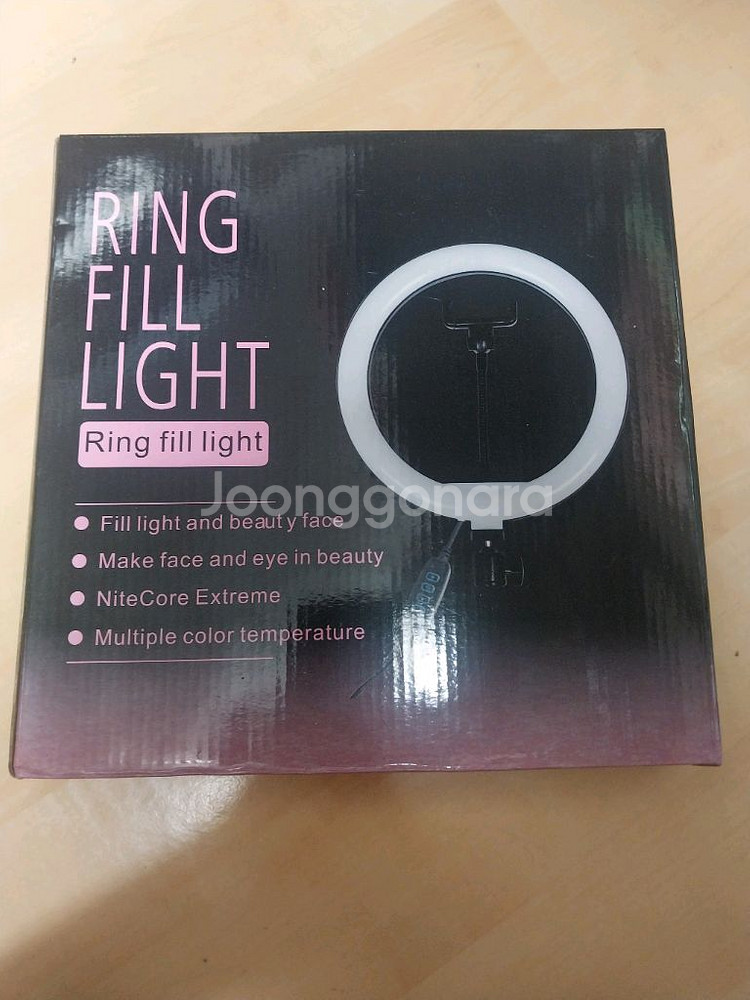 RING
FILL
LIGHT
Ring fill light
Joonggonara
● Fill light and beauty face
● Make face and eye in beauty
● NiteCore Extreme
● Multiple color temperature